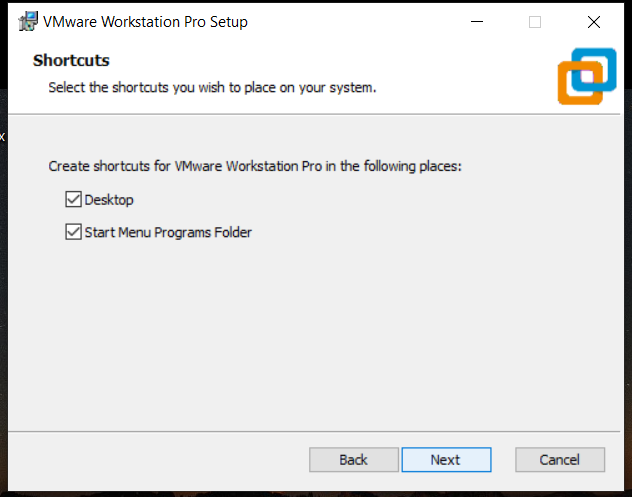 VMware Workstation Pro Setup
Shortcuts
Select the shortcuts you wish to place on your system.
x
Create shortcuts for VMware Workstation Pro in the following places:
Desktop
Start Menu Programs Folder
Back
Next
Cancel